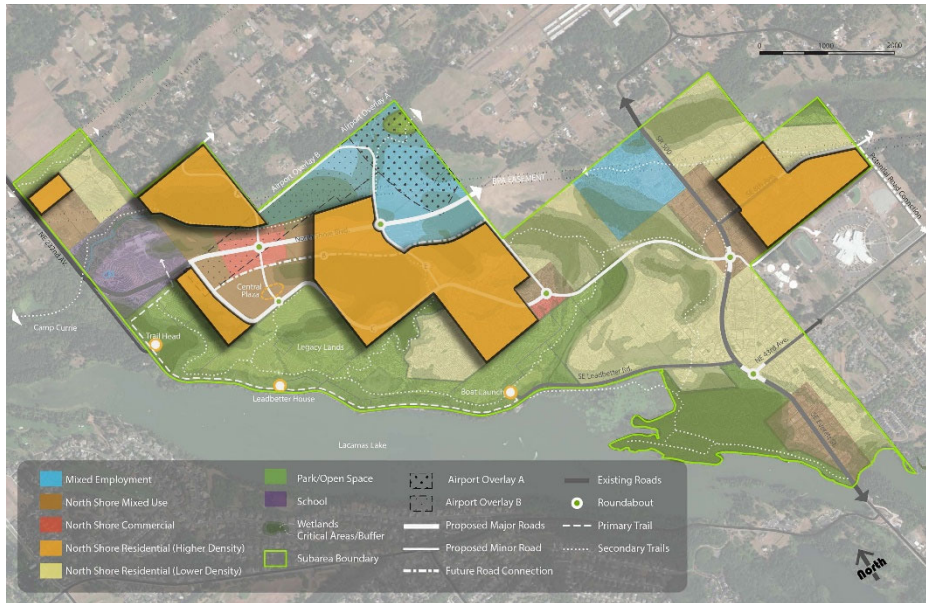 0 1000 2000
Airport Overlay A
Airport Overlay B
BPA EASEMENT
Potential Road Connection
NE 242nd Av.
Central
Plaza
Camp Currie
Trail Head
Legacy Lands
Leadbetter House
Boat Launch
SE Leadbetter Rd.
NE 43rd Ave.
Lacamas Lake
North
Mixed Employment
North Shore Mixed Use
North Shore Commercial
North Shore Residential (Higher Density)
North Shore Residential (Lower Density)
Park/Open Space
School
Wetlands
Critical Areas/Buffer
Subarea Boundary
Airport Overlay A
Airport Overlay B
Proposed Major Roads
Proposed Minor Road
Future Road Connection
Existing Roads
Roundabout
Primary Trail
Secondary Trails